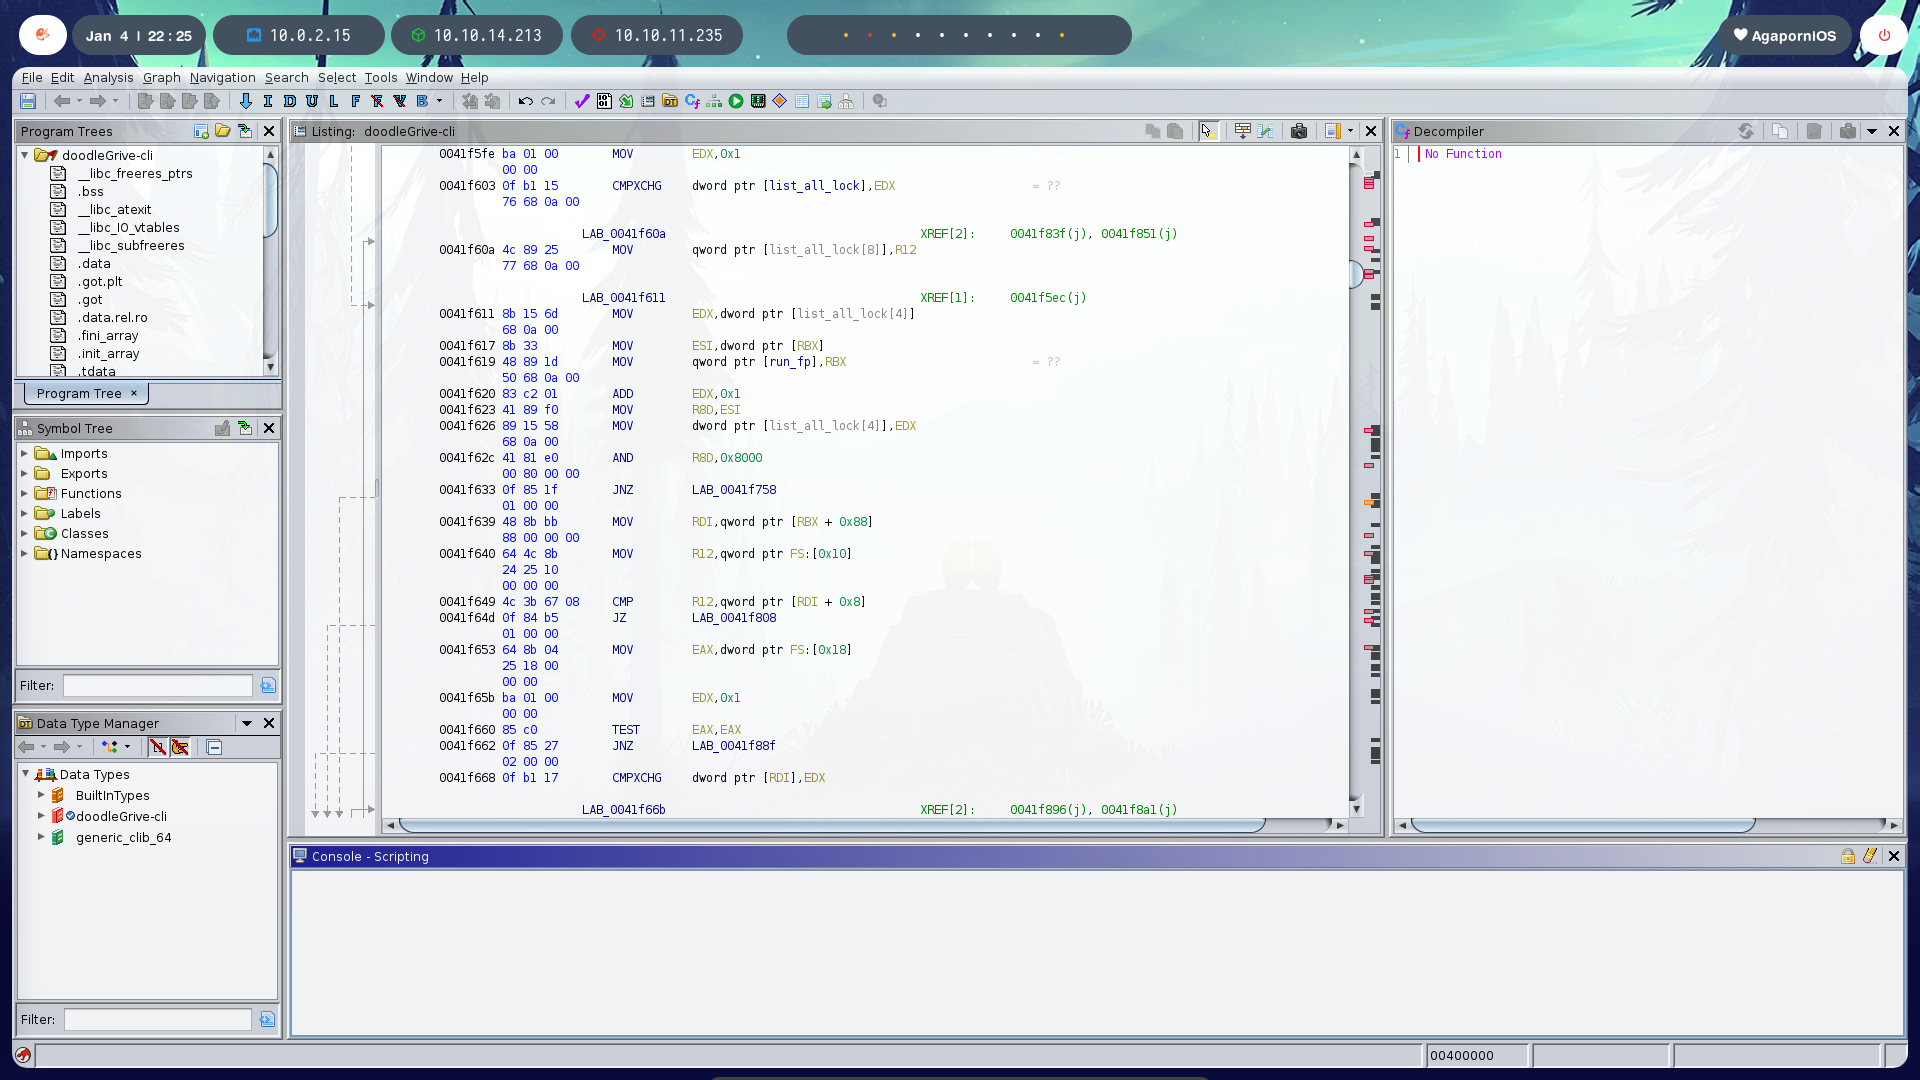 Jan 4 | 22:25
10.0.2.15
10.10.14.213
10.10.11.235
AgaporniOS
File Edit Analysis Graph Navigation Search Select Tools Window Help
I D U L F B
Program Trees
doodleGrive-cli
__libc_freeres_ptrs
.bss
__libc_atexit
__libc_IO_vtables
__libc_subfreeres
.data
.got.plt
.got
.data.rel.ro
.fini_array
.init_array
.tdata
Program Tree ×
Symbol Tree
Imports
Exports
Functions
Labels
Classes
Namespaces
Filter:
Data Type Manager
Data Types
BuiltInTypes
doodleGrive-cli
generic_clib_64
Filter:
Listing: doodleGrive-cli
0041f5fe ba 01 00 MOV EDX,0x1
00 00
0041f603 0f b1 15 CMPXCHG dword ptr [list_all_lock],EDX = ??
76 68 0a 00
LAB_0041f60a XREF[2]: 0041f83f(j), 0041f851(j)
0041f60a 4c 89 25 MOV qword ptr [list_all_lock[8]],R12
77 68 0a 00
LAB_0041f611 XREF[1]: 0041f5ec(j)
0041f611 8b 15 6d MOV EDX,dword ptr [list_all_lock[4]]
68 0a 00
0041f617 8b 33 MOV ESI,dword ptr [RBX]
0041f619 48 89 1d MOV qword ptr [run_fp],RBX = ??
50 68 0a 00
0041f620 83 c2 01 ADD EDX,0x1
0041f623 41 89 f0 MOV R8D,ESI
0041f626 89 15 58 MOV dword ptr [list_all_lock[4]],EDX
68 0a 00
0041f62c 41 81 e0 AND R8D,0x8000
00 80 00 00
0041f633 0f 85 1f JNZ LAB_0041f758
01 00 00
0041f639 48 8b bb MOV RDI,qword ptr [RBX + 0x88]
88 00 00 00
0041f640 64 4c 8b MOV R12,qword ptr FS:[0x10]
24 25 10
00 00 00
0041f649 4c 3b 67 08 CMP R12,qword ptr [RDI + 0x8]
0041f64d 0f 84 b5 JZ LAB_0041f808
01 00 00
0041f653 64 8b 04 MOV EAX,dword ptr FS:[0x18]
25 18 00
00 00
0041f65b ba 01 00 MOV EDX,0x1
00 00
0041f660 85 c0 TEST EAX,EAX
0041f662 0f 85 27 JNZ LAB_0041f88f
02 00 00
0041f668 0f b1 17 CMPXCHG dword ptr [RDI],EDX
LAB_0041f66b XREF[2]: 0041f896(j), 0041f8a1(j)
Decompiler
1 No Function
Console - Scripting
00400000